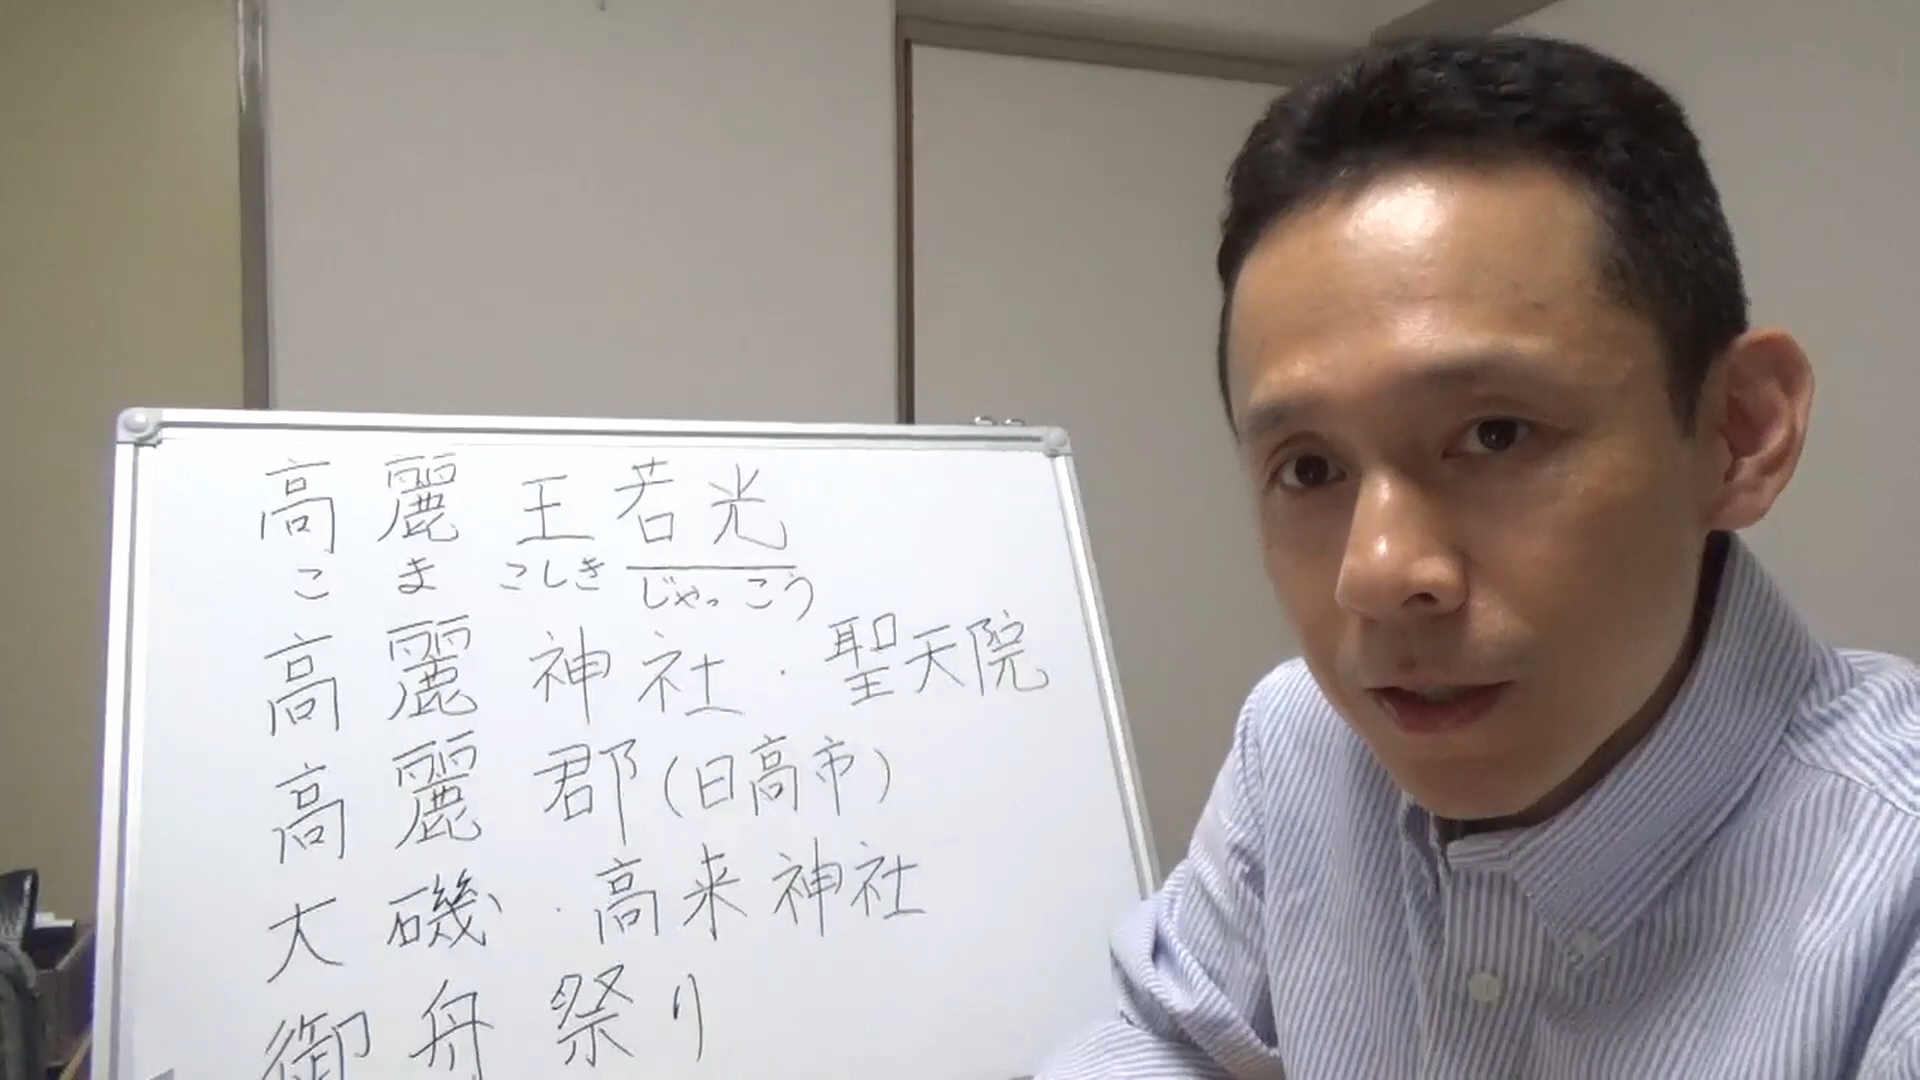 高麗王若光
こまこしきじゃっこう
高麗神社・聖天院
高麗郡(日高市)
大磯・高来神社
御舟祭り